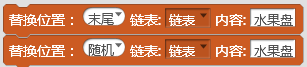 替换位置： 末尾 链表: 链表 内容: 水果盘
替换位置： 随机 链表: 链表 内容: 水果盘